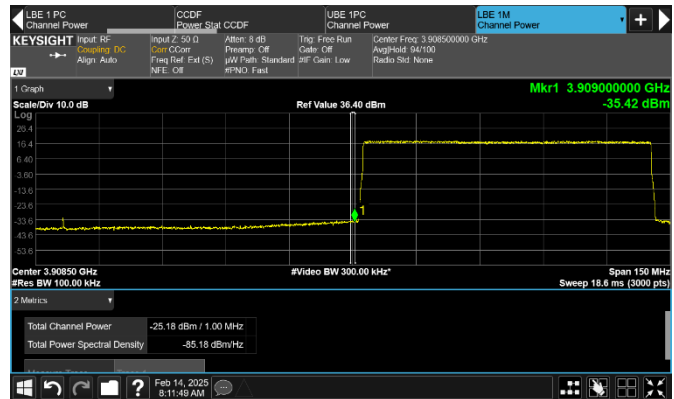 LBE 1 PC
Channel Power
CCDF
Power Stat CCDF
UBE 1PC
Channel Power
LBE 1M
Channel Power
KEYSIGHT
Input: RF
Coupling: DC
Align: Auto
Input Z: 50 Ω
Corr CCorr
Freq Ref: Ext (S)
NFE: Off
Atten: 8 dB
Preamp: Off
µW Path: Standard
#PNO: Fast
Trig: Free Run
Gate: Off
#IF Gain: Low
Center Freq: 3.908500000 GHz
Avg|Hold: 94/100
Radio Std: None
LXI
1 Graph
Scale/Div 10.0 dB
Ref Value 36.40 dBm
Mkr1 3.909000000 GHz
-35.42 dBm
Log
26.4
16.4
6.40
-3.60
-13.6
-23.6
-33.6
-43.6
-53.6
1
Center 3.90850 GHz
#Res BW 100.00 kHz
#Video BW 300.00 kHz*
Span 150 MHz
Sweep 18.6 ms (3000 pts)
2 Metrics
Total Channel Power -25.18 dBm / 1.00 MHz
Total Power Spectral Density -85.18 dBm/Hz
Feb 14, 2025
8:11:49 AM